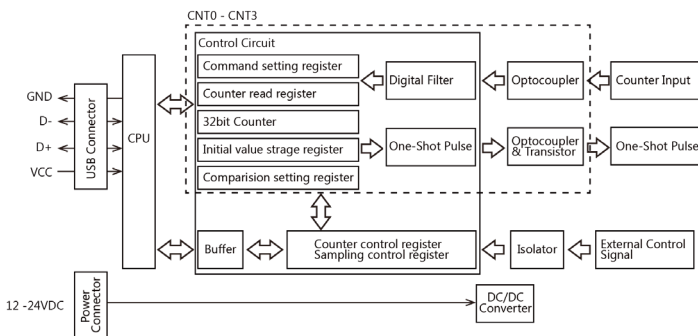 CNT0 - CNT3
Control Circuit
Command setting register
Counter read register
32bit Counter
Initial value strage register
Comparision setting register
Digital Filter
Optocoupler
Counter Input
One-Shot Pulse
Optocoupler
& Transistor
One-Shot Pulse
GND
D-
D+
VCC
USB Connector
CPU
Buffer
Counter control register
Sampling control register
Isolator
External Control
Signal
12 -24VDC
Power
Connector
DC/DC
Converter